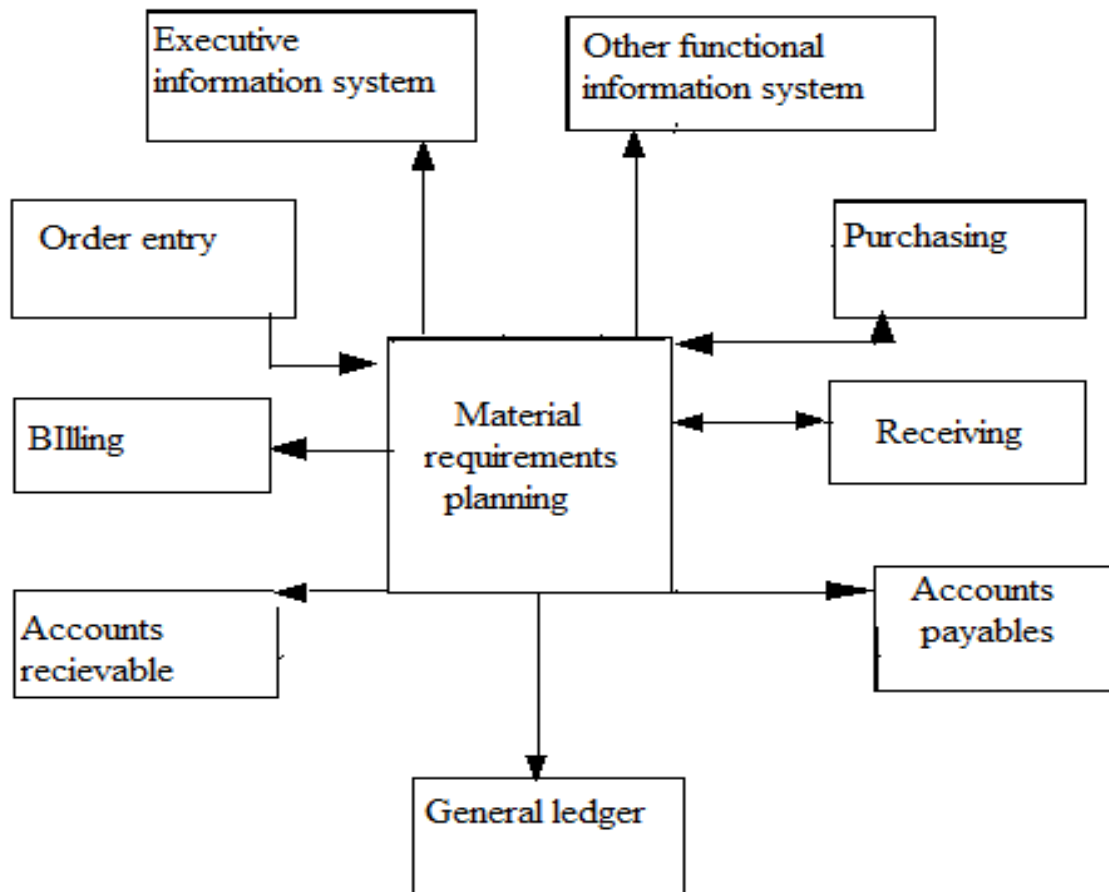 Executive
information system
Other functional
information system
Order entry
Purchasing
Material
requirements
planning
BIlling
Receiving
Accounts
recievable
Accounts
payables
General ledger